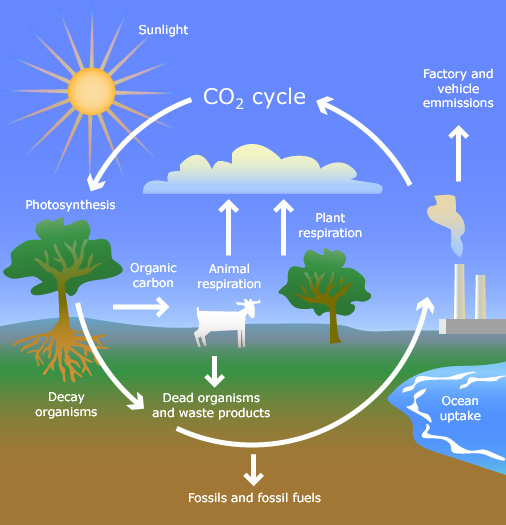 Sunlight
Factory and
vehicle
emmissions
CO₂ cycle
Photosynthesis
Plant
respiration
Organic
carbon
Animal
respiration
Decay
organisms
Dead organisms
and waste products
Ocean
uptake
Fossils and fossil fuels